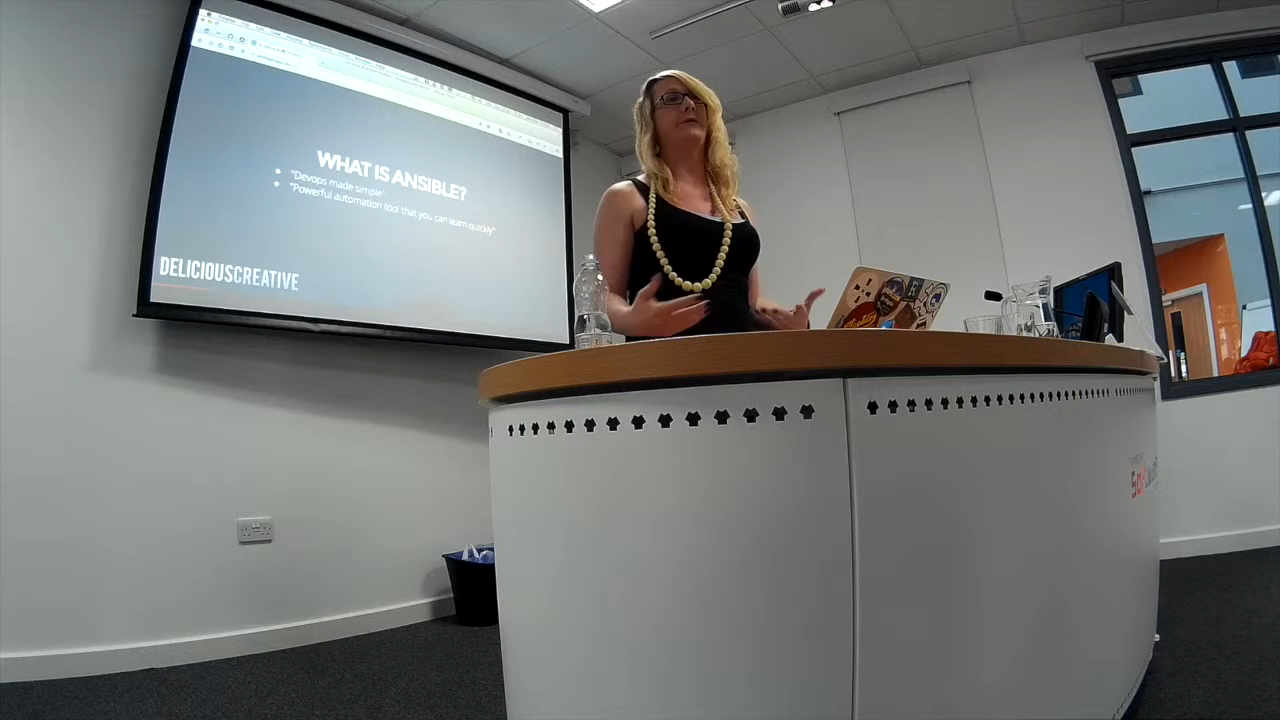 WHAT IS ANSIBLE?
"Devops made simple"
"Powerful automation tool that you can learn quickly"
DELICIOUSCREATIVE